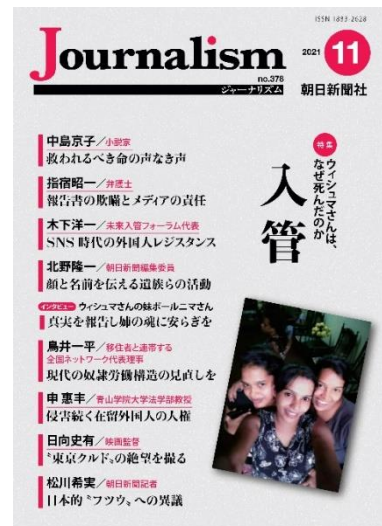 ISSN 1883-2628
Journalism
2021
11
no.378
ジャーナリズム
朝日新聞社
特集
ウィシュマさんは、
なぜ死んだのか
入管
中島京子/小説家
救われるべき命の声なき声
指宿昭一/弁護士
報告書の欺瞞とメディアの責任
木下洋一/未来入管フォーラム代表
SNS時代の外国人レジスタンス
北野隆一/朝日新聞編集委員
顔と名前を伝える遺族らの活動
インタビュー ウィシュマさんの妹ポールニマさん
真実を報告し姉の魂に安らぎを
鳥井一平/移住者と連帯する
全国ネットワーク代表理事
現代の奴隷労働構造の見直しを
申惠丰/青山学院大学法学部教授
侵害続く在留外国人の人権
日向史有/映画監督
〝東京クルド〟の絶望を撮る
松川希実/朝日新聞記者
日本的〝フツウ〟への異議